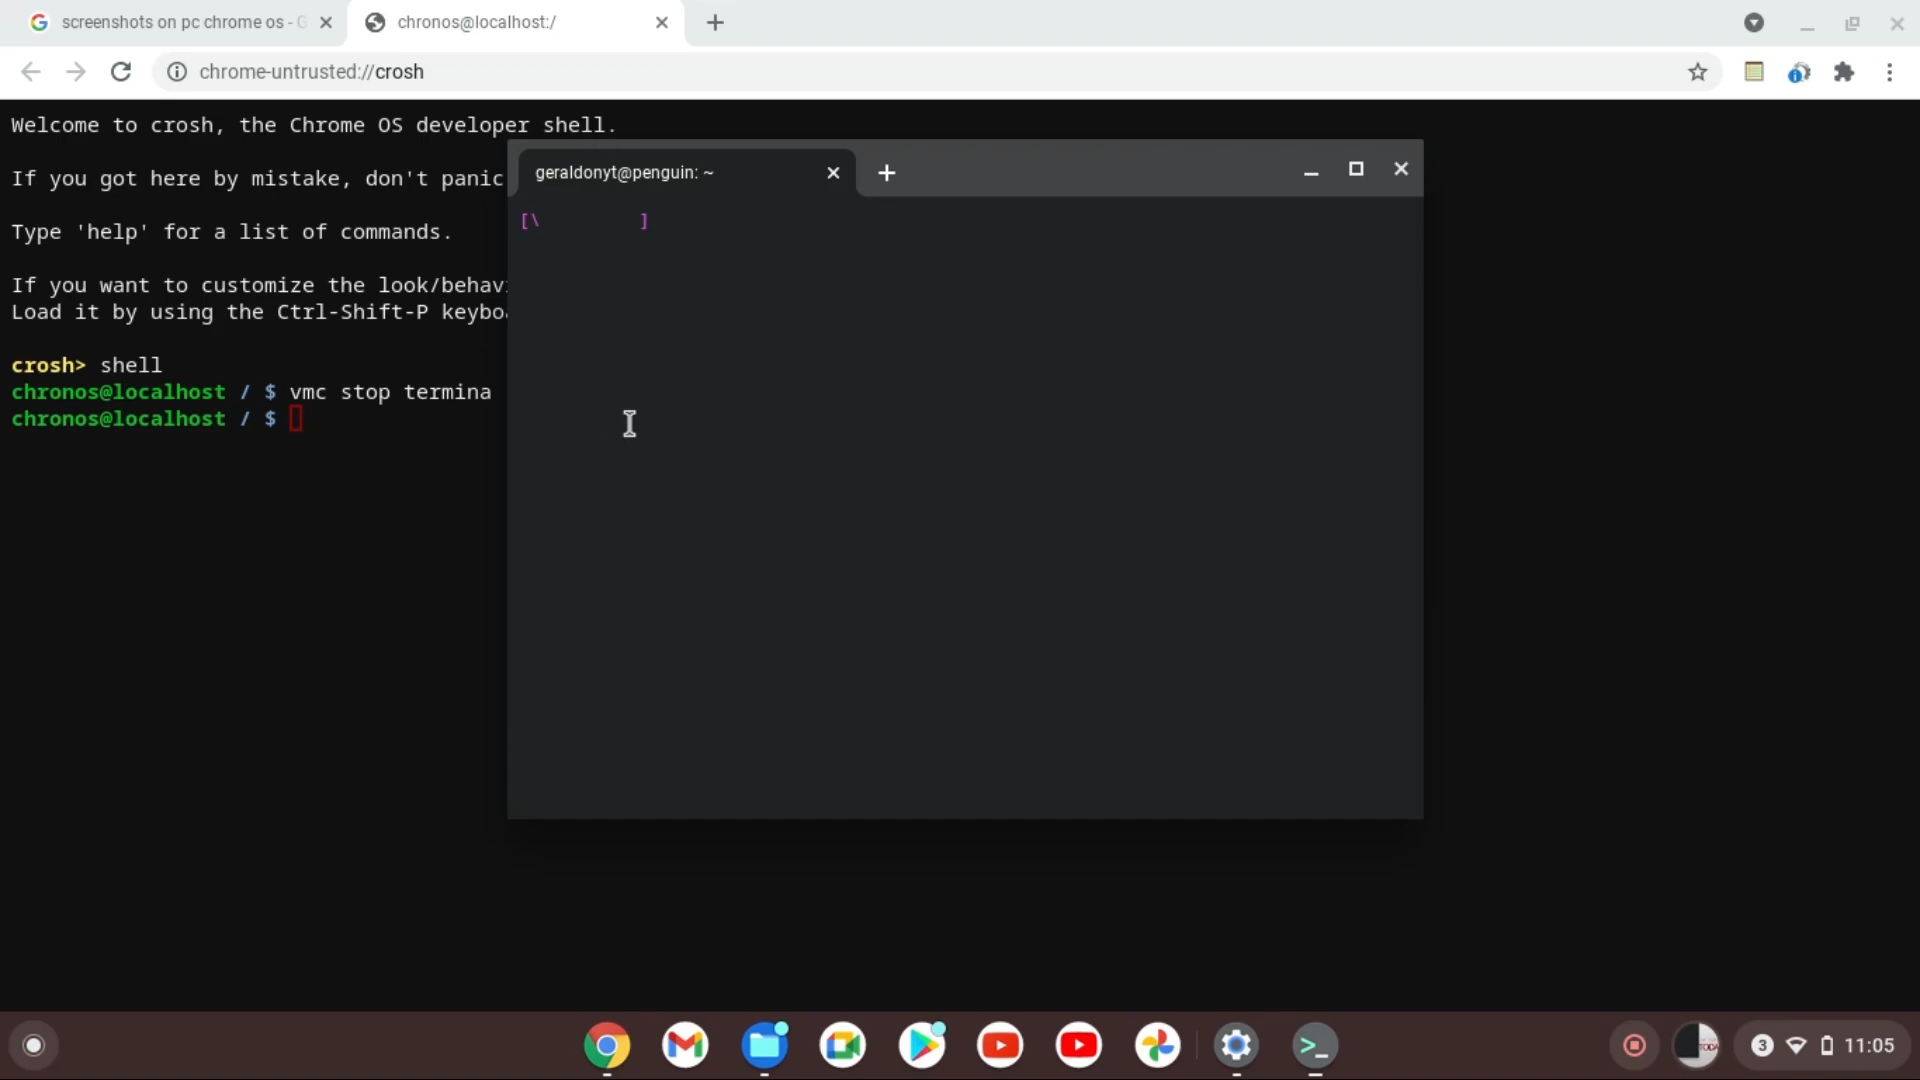 screenshots on pc chrome os - G
chronos@localhost:/
chrome-untrusted://crosh
Welcome to crosh, the Chrome OS developer shell.
If you got here by mistake, don't panic
Type 'help' for a list of commands.
If you want to customize the look/behav
Load it by using the Ctrl-Shift-P keybo
crosh> shell
chronos@localhost / $ vmc stop termina
chronos@localhost / $
geraldonyt@penguin: ~
[\ ]
>_
3 11:05